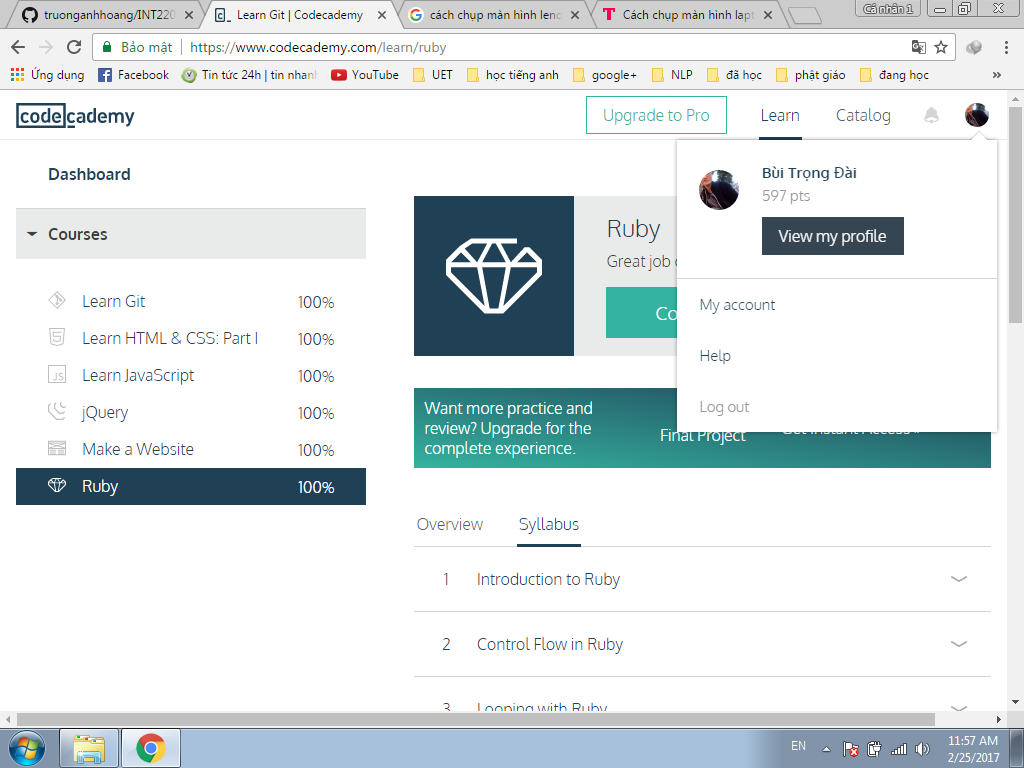 truonganhhoang/INT220
Learn Git | Codecademy
cách chụp màn hình lenc
Cách chụp màn hình lapt
Cá nhân 1
Bảo mật
https://www.codecademy.com/learn/ruby
Ứng dụng
Facebook
Tin tức 24h | tin nhanh
YouTube
UET
học tiếng anh
google+
NLP
đã học
phật giáo
đang học
»
codecademy
Upgrade to Pro
Learn
Catalog
Dashboard
Bùi Trọng Đài
597 pts
View my profile
My account
Help
Log out
Courses
Learn Git 100%
Learn HTML & CSS: Part I 100%
JS Learn JavaScript 100%
jQuery 100%
Make a Website 100%
Ruby 100%
Ruby
Great job
Co
Want more practice and
review? Upgrade for the
complete experience.
Final Project
Get Instant Access »
Overview
Syllabus
1 Introduction to Ruby
2 Control Flow in Ruby
3 Looping with Ruby
EN
11:57 AM
2/25/2017